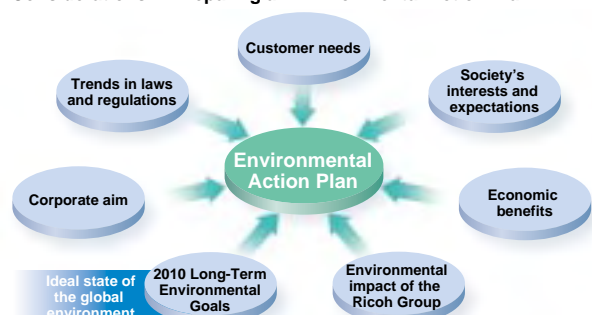 Customer needs
Trends in laws
and regulations
Society's
interests and
expectations
Environmental
Action Plan
Corporate aim
Economic
benefits
Ideal state of
the global
environment
2010 Long-Term
Environmental
Goals
Environmental
impact of the
Ricoh Group